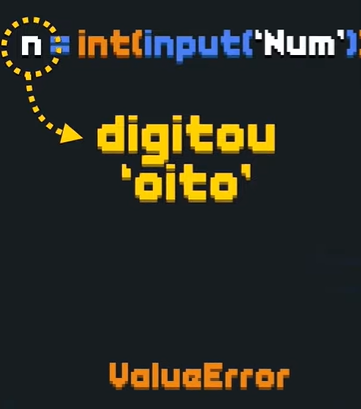 n = int(input(‘Num’))
digitou
‘oito’
ValueError